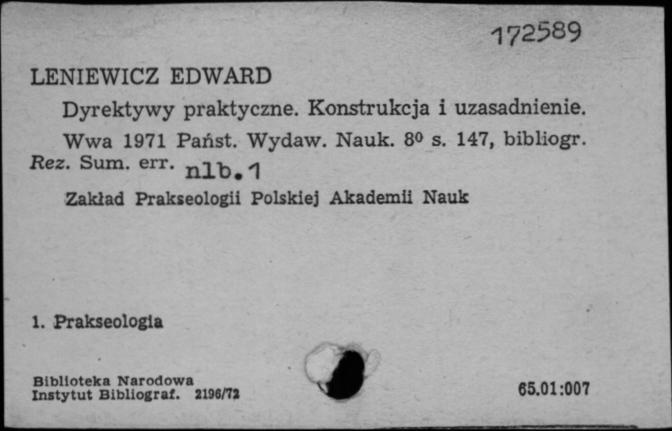 172589
LENIEWICZ EDWARD
Dyrektywy praktyczne. Konstrukcja i uzasadnienie.
Wwa 1971 Państ. Wydaw. Nauk. 8⁰ s. 147, bibliogr.
Rez. Sum. err. nlb. 1
Zakład Prakseologii Polskiej Akademii Nauk
1. Prakseologia
Biblioteka Narodowa
Instytut Bibliograf. 2196/72
65.01:007